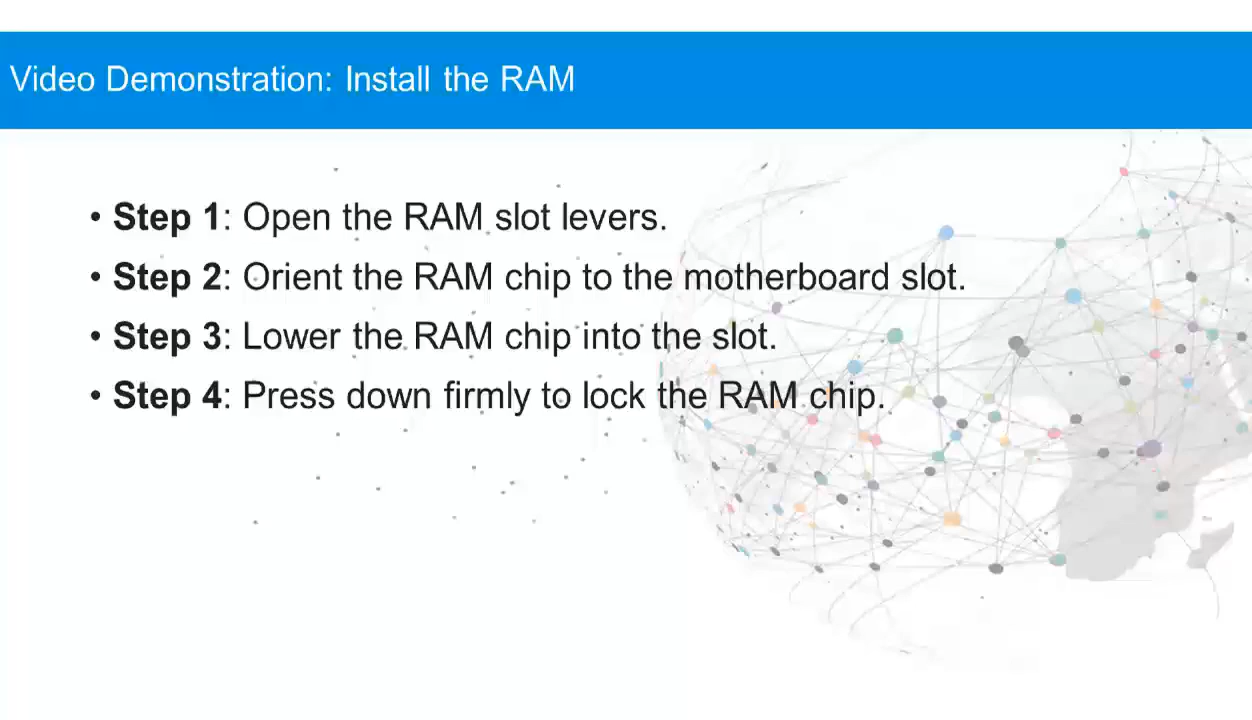 Video Demonstration: Install the RAM
• Step 1: Open the RAM slot levers.
• Step 2: Orient the RAM chip to the motherboard slot.
• Step 3: Lower the RAM chip into the slot.
• Step 4: Press down firmly to lock the RAM chip.